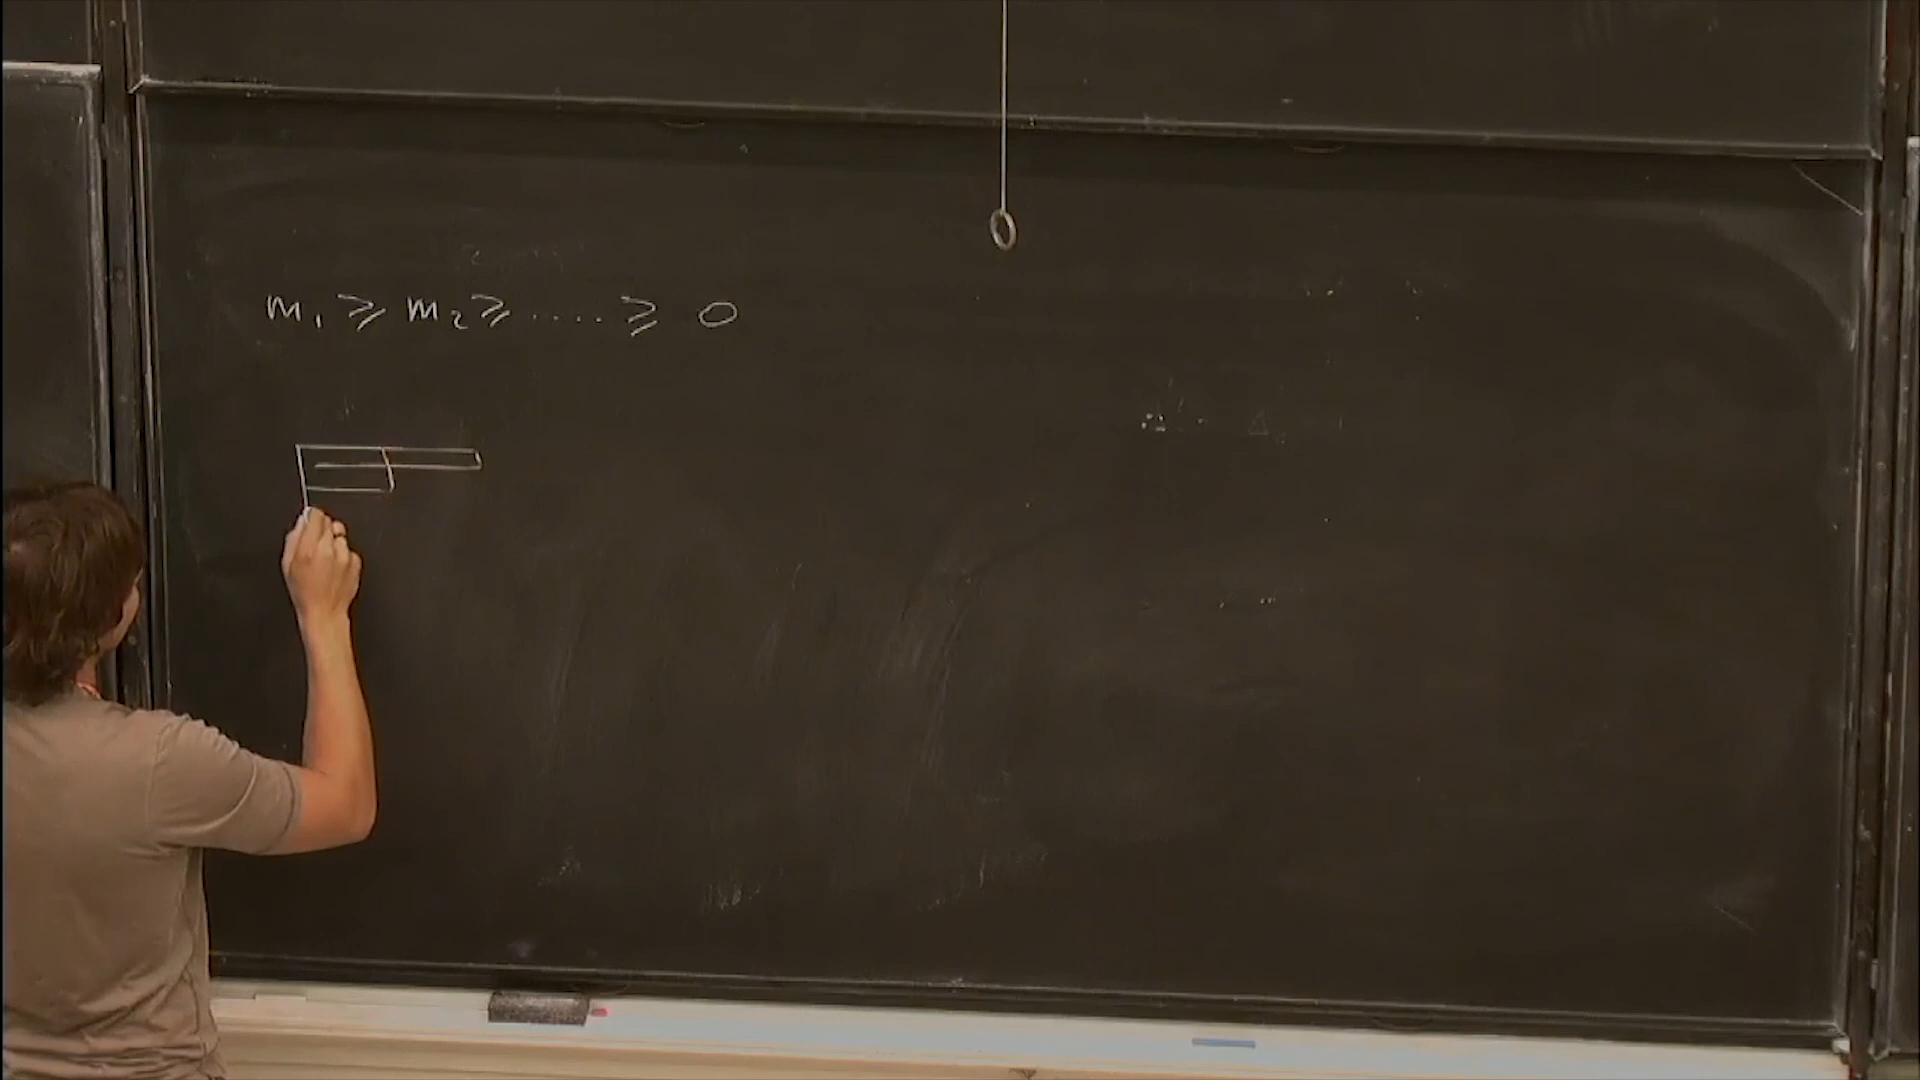 m₁ ⩾ m₂ ⩾ .... ⩾ 0